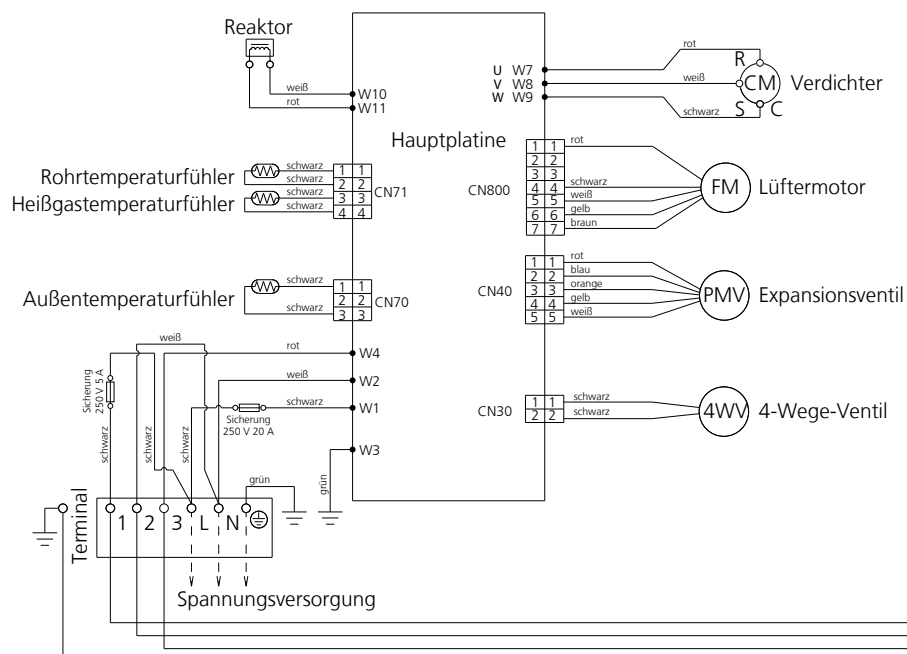 Reaktor
weiß
rot
W10
W11
Hauptplatine
U W7
V W8
W W9
rot
weiß
schwarz
R
CM
S C
Verdichter
Rohrtemperaturfühler
Heißgastemperaturfühler
schwarz
schwarz
schwarz
schwarz
1 1
2 2
3 3
4 4
CN71
CN800
1 1
2 2
3 3
4 4
5 5
6 6
7 7
rot
schwarz
weiß
gelb
braun
FM
Lüftermotor
Außentemperaturfühler
schwarz
schwarz
1 1
2 2
3 3
CN70
CN40
1 1
2 2
3 3
4 4
5 5
rot
blau
orange
gelb
weiß
PMV
Expansionsventil
weiß
rot
W4
weiß
W2
schwarz
W1
W3
Sicherung
250 V 5 A
Sicherung
250 V 20 A
schwarz
schwarz
schwarz
grün
grün
CN30
1 1
2 2
schwarz
schwarz
4WV
4-Wege-Ventil
Terminal
1 2 3 L N
Spannungsversorgung